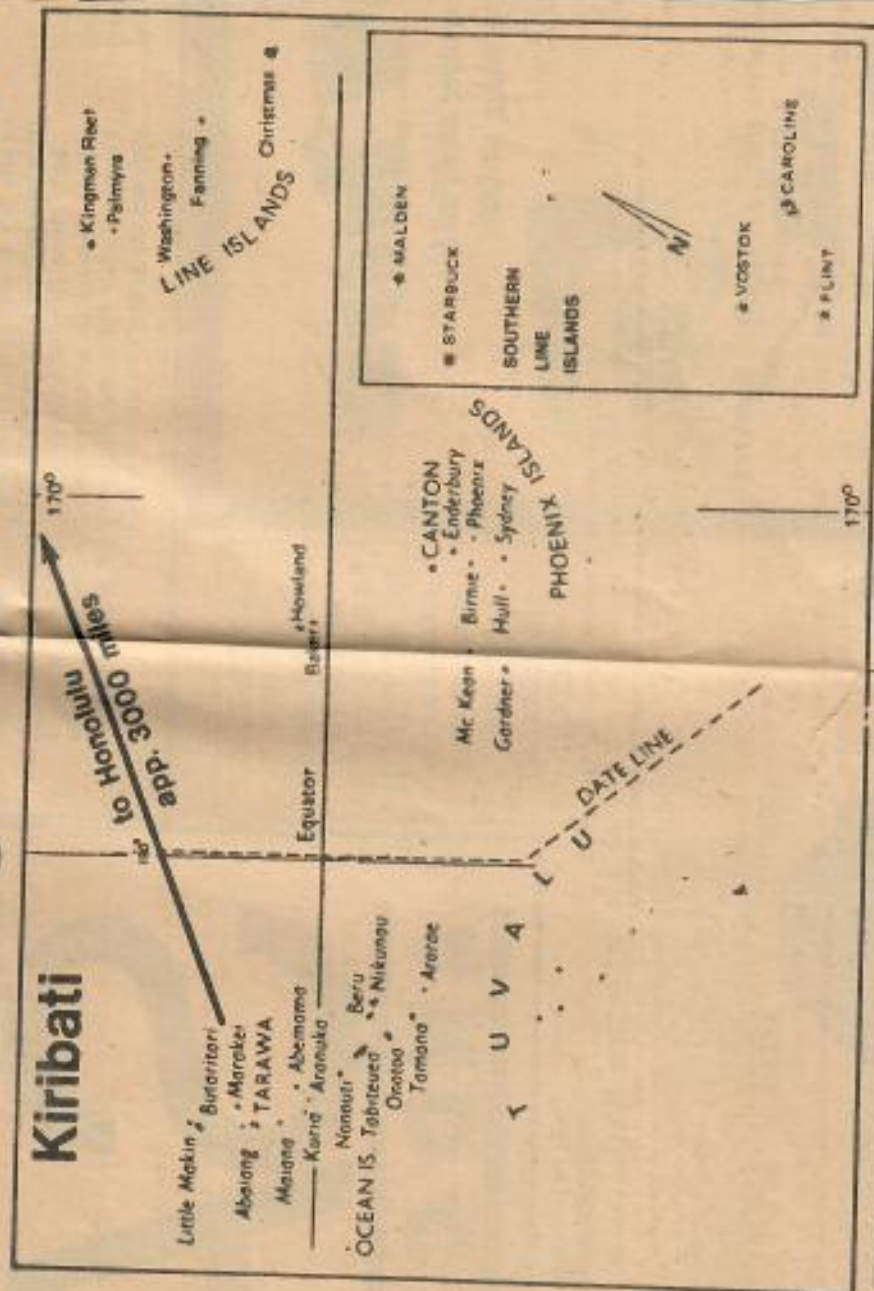 Kiribati
to Honolulu
app. 3000 miles
170°
Kingman Reef
Palmyra
Washington
Fanning
Christmas
LINE ISLANDS
Little Makin
Butaritari
Abaiang
Marakei
TARAWA
Maiana
Abemama
Kuria
Aranuka
Equator
Howland
Baker
Nonouti
OCEAN IS
Tabiteuea
Beru
Nikunau
Onotoa
Tamana
Arorae
CANTON
Enderbury
Mc Kean
Birnie
Phoenix
Gardner
Hull
Sydney
PHOENIX ISLANDS
TUVALU
DATE LINE
170°
MALDEN
STARBUCK
SOUTHERN
LINE
ISLANDS
N
VOSTOK
CAROLINE
FLINT